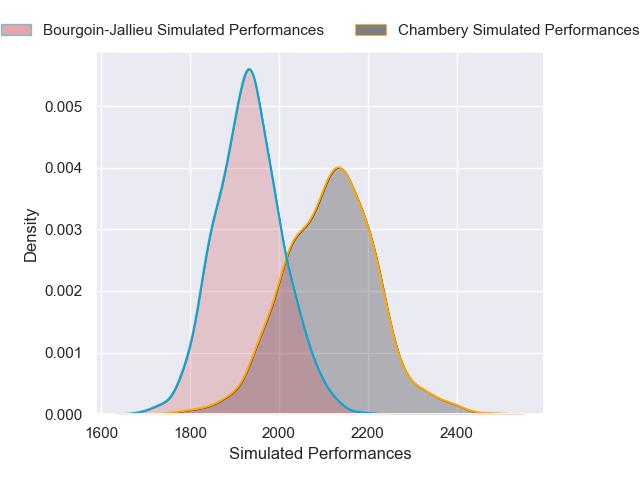 Bourgoin-Jallieu Simulated Performances
Chambery Simulated Performances
0.005
0.004
0.003
0.002
0.001
0.000
Density
1600
1800
2000
2200
2400
Simulated Performances